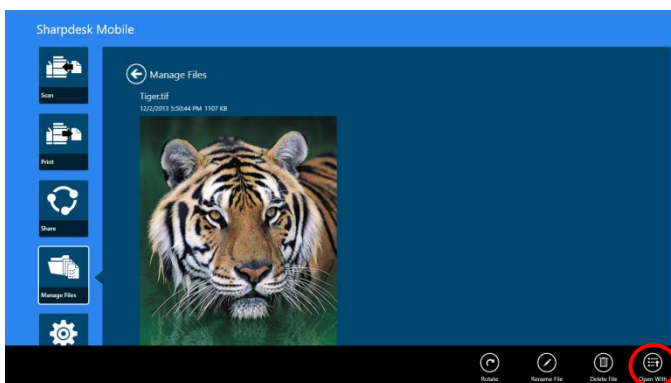 Sharpdesk Mobile
Scan
Print
Share
Manage Files
Manage Files
Tiger.tif
12/2/2013 5:50:44 PM 1107 KB
Rotate
Rename File
Delete File
Open With